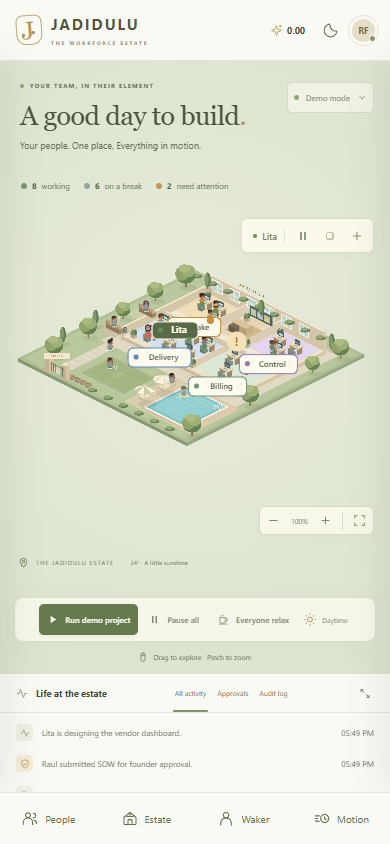 J.
JADIDULU
THE WORKFORCE ESTATE
0.00
RF
YOUR TEAM, IN THEIR ELEMENT
A good day to build.
Demo mode
Your people. One place. Everything in motion.
8 working
6 on a break
2 need attention
Lita
Lita
!
Delivery
Control
Billing
100%
THE JADIDULU ESTATE
24° · A little sunshine
Run demo project
Pause all
Everyone relax
Daytime
Drag to explore · Pinch to zoom
Life at the estate
All activity
Approvals
Audit log
Lita is designing the vendor dashboard.
05:49 PM
Raul submitted SOW for founder approval.
05:49 PM
People
Estate
Waker
Motion